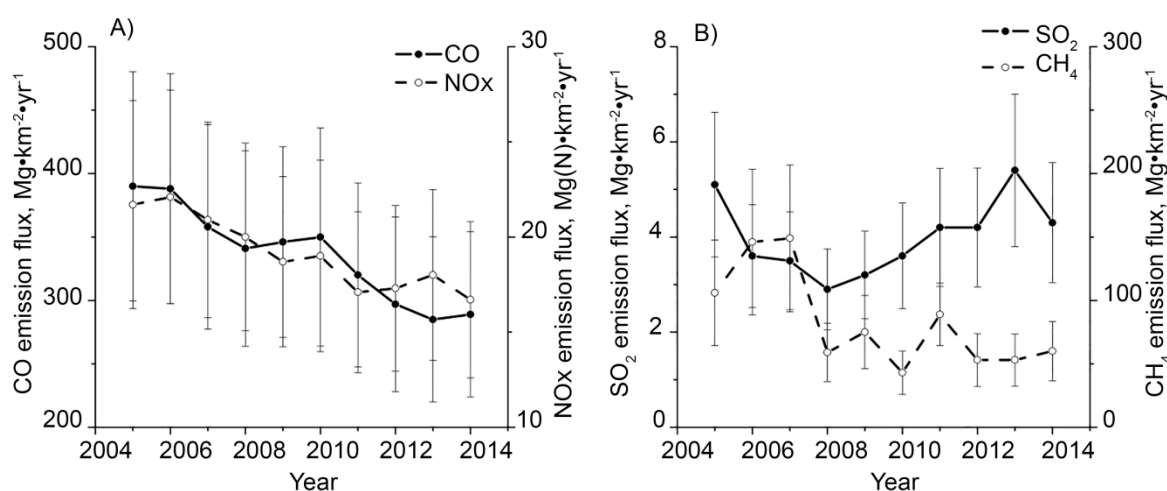 A)
CO
NOx
500
400
300
200
30
20
10
CO emission flux, Mg•km⁻²•yr⁻¹
NOx emission flux, Mg(N)•km⁻²•yr⁻¹
2004 2006 2008 2010 2012 2014
Year
B)
SO₂
CH₄
8
6
4
2
0
300
200
100
0
SO₂ emission flux, Mg•km⁻²•yr⁻¹
CH₄ emission flux, Mg•km⁻²•yr⁻¹
2004 2006 2008 2010 2012 2014
Year